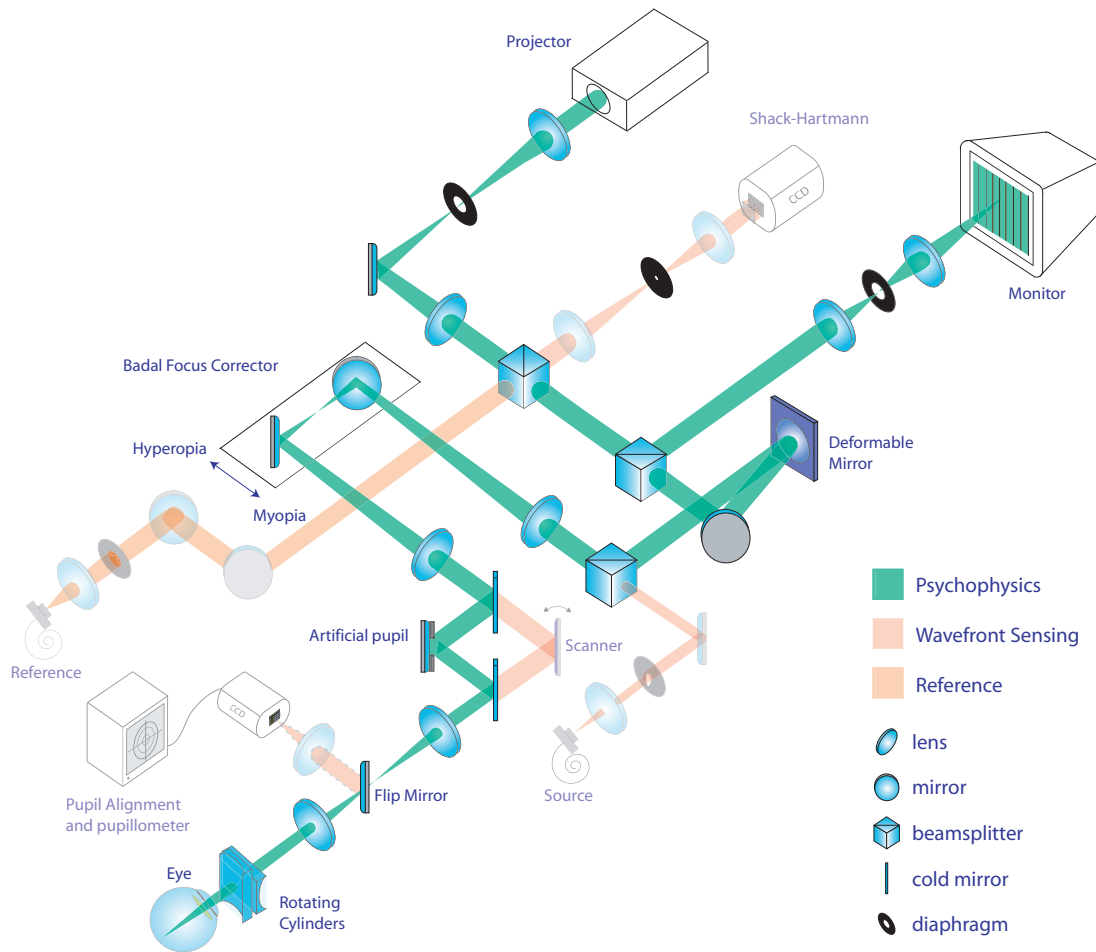 Projector
Shack-Hartmann
CCD
Monitor
Badal Focus Corrector
Hyperopia
Myopia
Deformable
Mirror
Psychophysics
Wavefront Sensing
Reference
Artificial pupil
Scanner
Reference
CCD
lens
mirror
Pupil Alignment
and pupillometer
Flip Mirror
Source
beamsplitter
Eye
Rotating
Cylinders
cold mirror
diaphragm